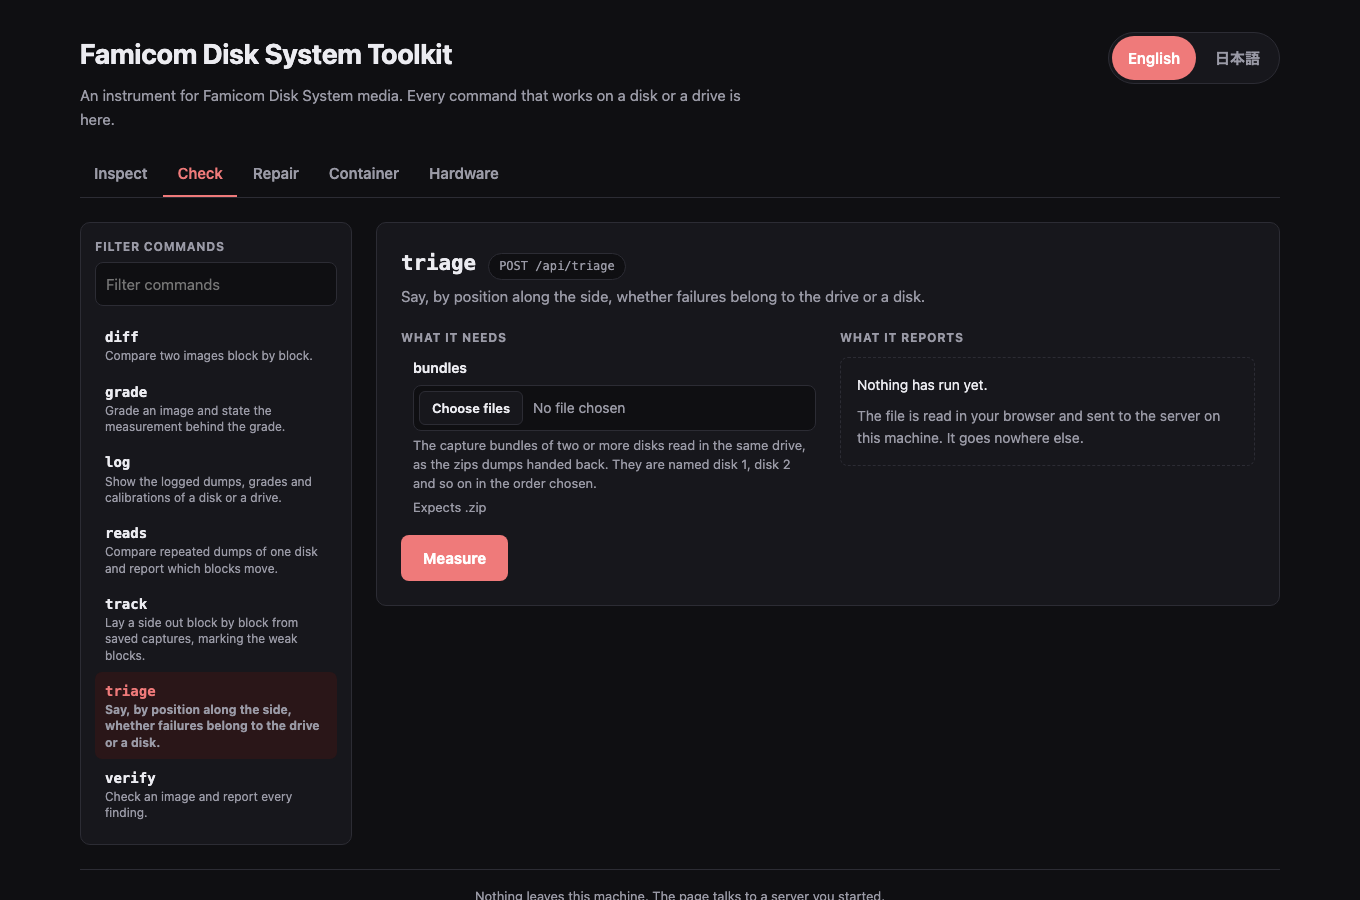 Famicom Disk System Toolkit
English
日本語
An instrument for Famicom Disk System media. Every command that works on a disk or a drive is
here.
Inspect
Check
Repair
Container
Hardware
FILTER COMMANDS
Filter commands
diff
Compare two images block by block.
grade
Grade an image and state the
measurement behind the grade.
log
Show the logged dumps, grades and
calibrations of a disk or a drive.
reads
Compare repeated dumps of one disk
and report which blocks move.
track
Lay a side out block by block from
saved captures, marking the weak
blocks.
triage
Say, by position along the side,
whether failures belong to the drive
or a disk.
verify
Check an image and report every
finding.
triage
POST /api/triage
Say, by position along the side, whether failures belong to the drive or a disk.
WHAT IT NEEDS
bundles
Choose files
No file chosen
The capture bundles of two or more disks read in the same drive,
as the zips dumps handed back. They are named disk 1, disk 2
and so on in the order chosen.
Expects .zip
Measure
WHAT IT REPORTS
Nothing has run yet.
The file is read in your browser and sent to the server on
this machine. It goes nowhere else.
Nothing leaves this machine. The page talks to a server you started.